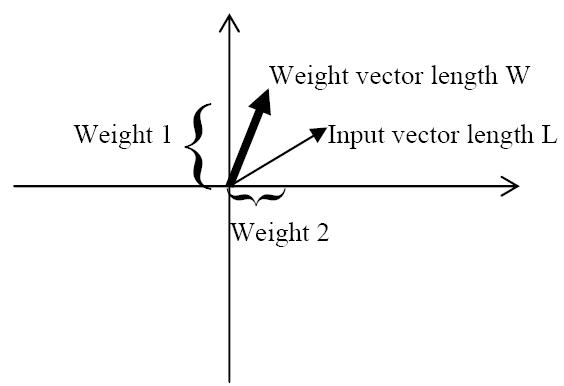 Weight vector length W
Weight 1
Input vector length L
Weight 2